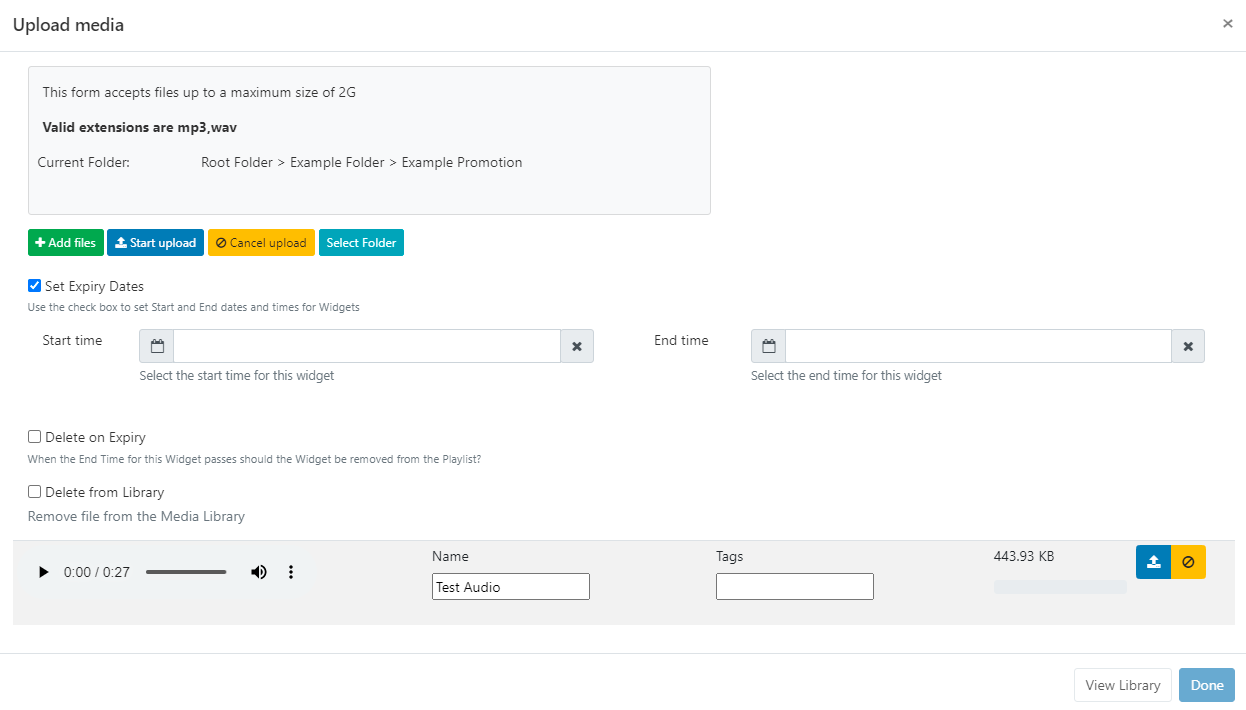 Upload media
×
This form accepts files up to a maximum size of 2G
Valid extensions are mp3,wav
Current Folder: Root Folder > Example Folder > Example Promotion
Add files Start upload Cancel upload Select Folder
Set Expiry Dates
Use the check box to set Start and End dates and times for Widgets
Start time End time
Select the start time for this widget Select the end time for this widget
Delete on Expiry
When the End Time for this Widget passes should the Widget be removed from the Playlist?
Delete from Library
Remove file from the Media Library
Name Tags 443.93 KB
0:00 / 0:27
Test Audio
View Library Done